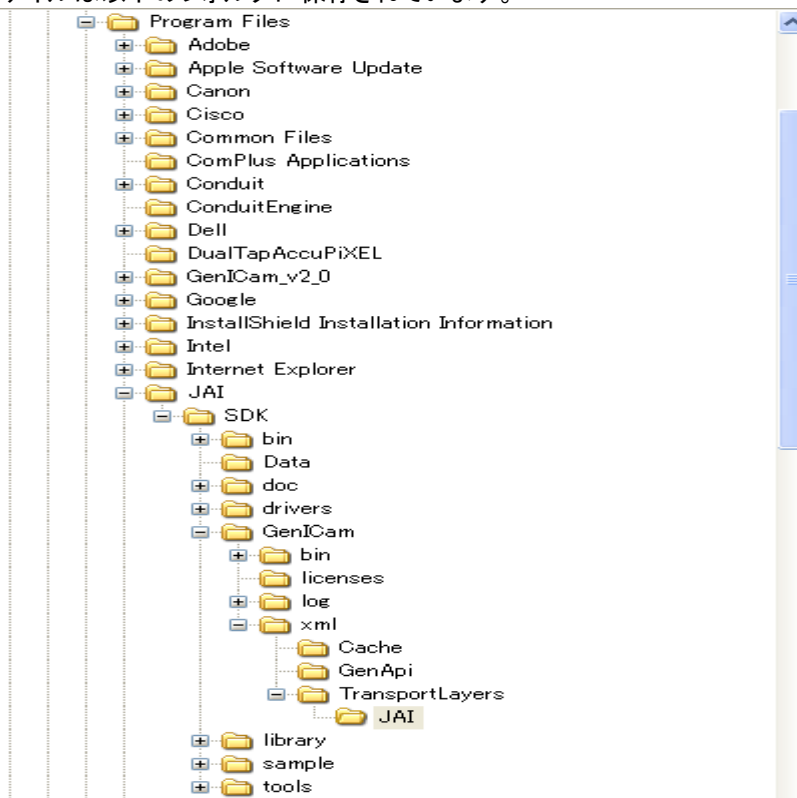 Program Files
Adobe
Apple Software Update
Canon
Cisco
Common Files
ComPlus Applications
Conduit
ConduitEngine
Dell
DualTapAccuPiXEL
GenICam_v2_0
Google
InstallShield Installation Information
Intel
Internet Explorer
JAI
SDK
bin
Data
doc
drivers
GenICam
bin
licenses
log
xml
Cache
GenApi
TransportLayers
JAI
library
sample
tools